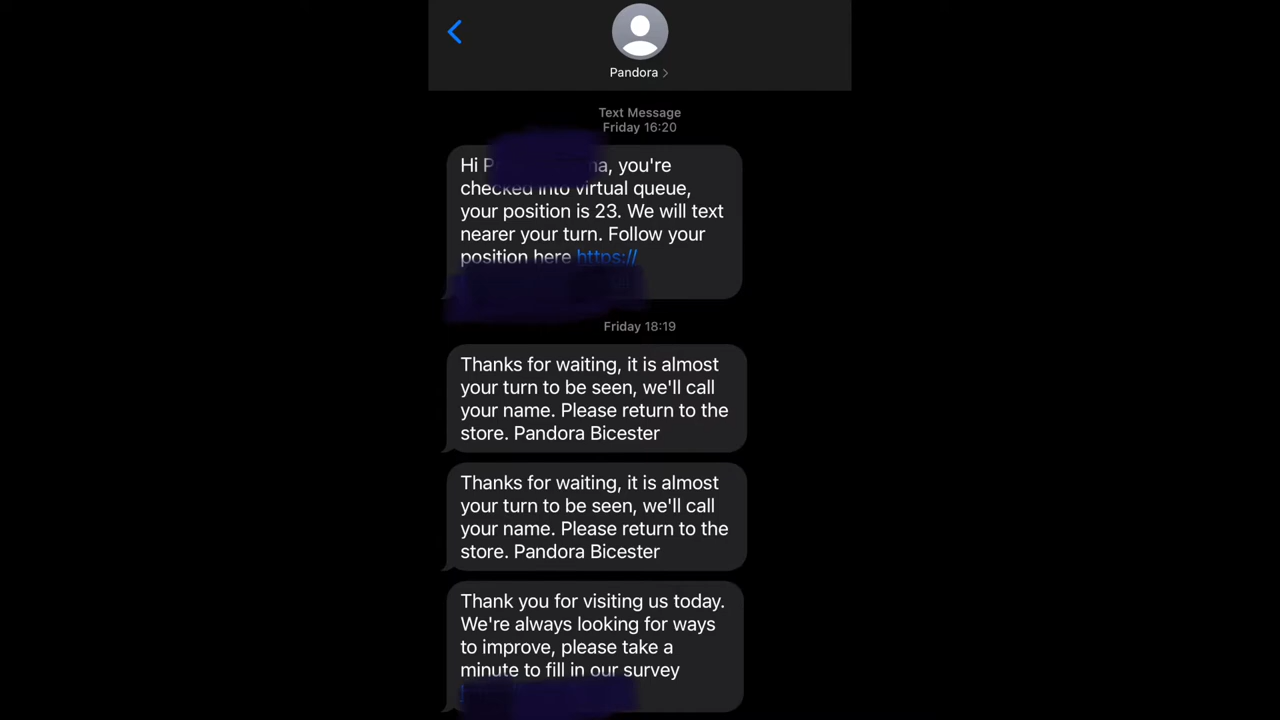 Pandora
Text Message
Friday 16:20
Hi you're
checked into virtual queue,
your position is 23. We will text
nearer your turn. Follow your
position here https://
Friday 18:19
Thanks for waiting, it is almost
your turn to be seen, we'll call
your name. Please return to the
store. Pandora Bicester
Thanks for waiting, it is almost
your turn to be seen, we'll call
your name. Please return to the
store. Pandora Bicester
Thank you for visiting us today.
We're always looking for ways
to improve, please take a
minute to fill in our survey